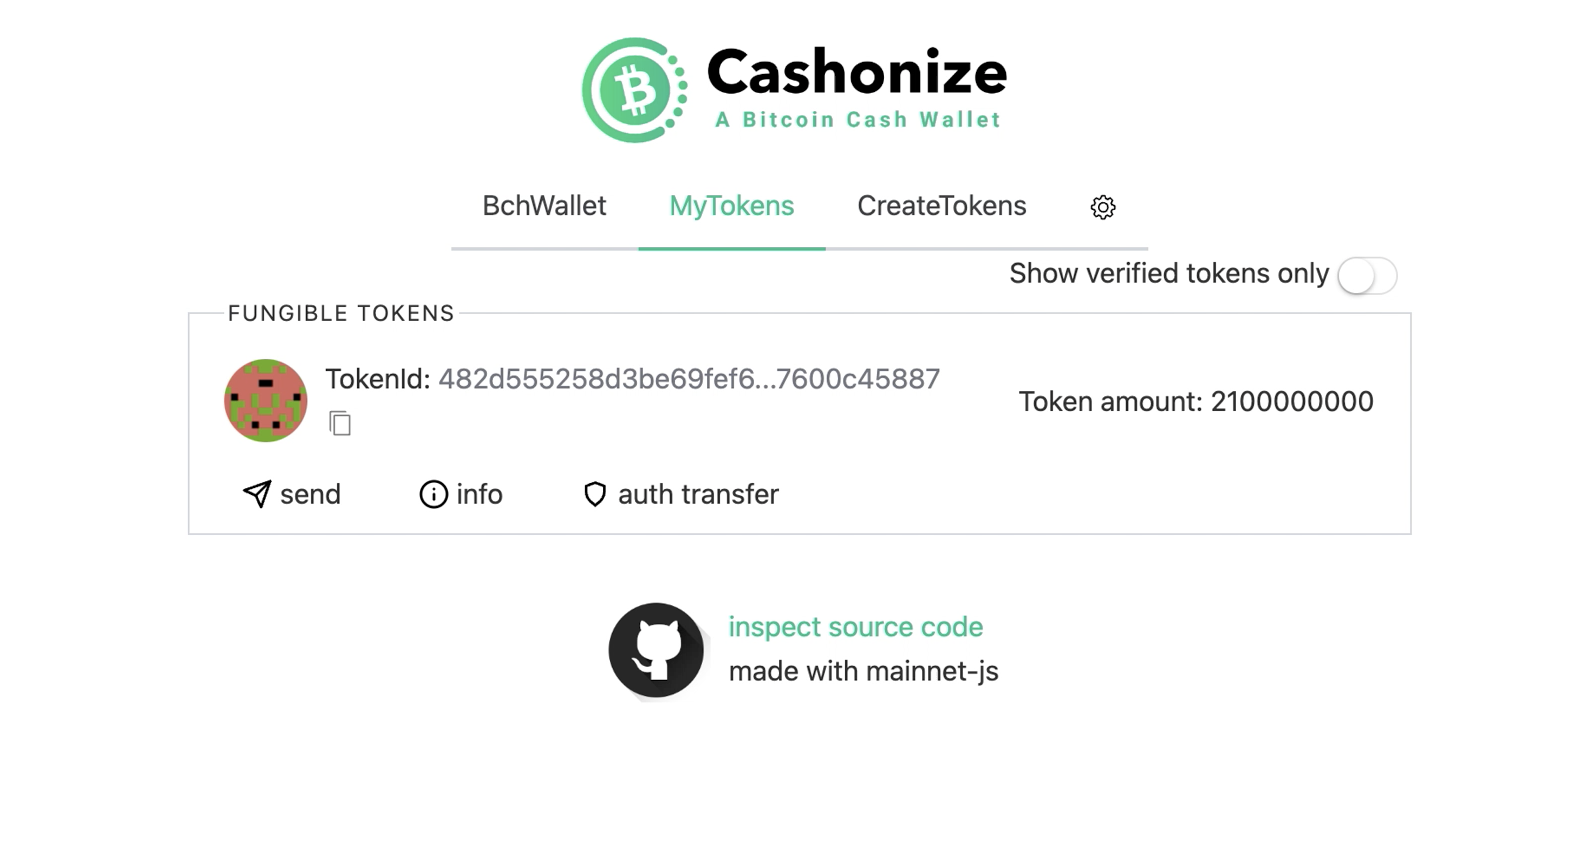 Cashonize
A Bitcoin Cash Wallet
BchWallet MyTokens CreateTokens
Show verified tokens only
FUNGIBLE TOKENS
TokenId: 482d555258d3be69fef6...7600c45887
Token amount: 2100000000
send info auth transfer
inspect source code
made with mainnet-js